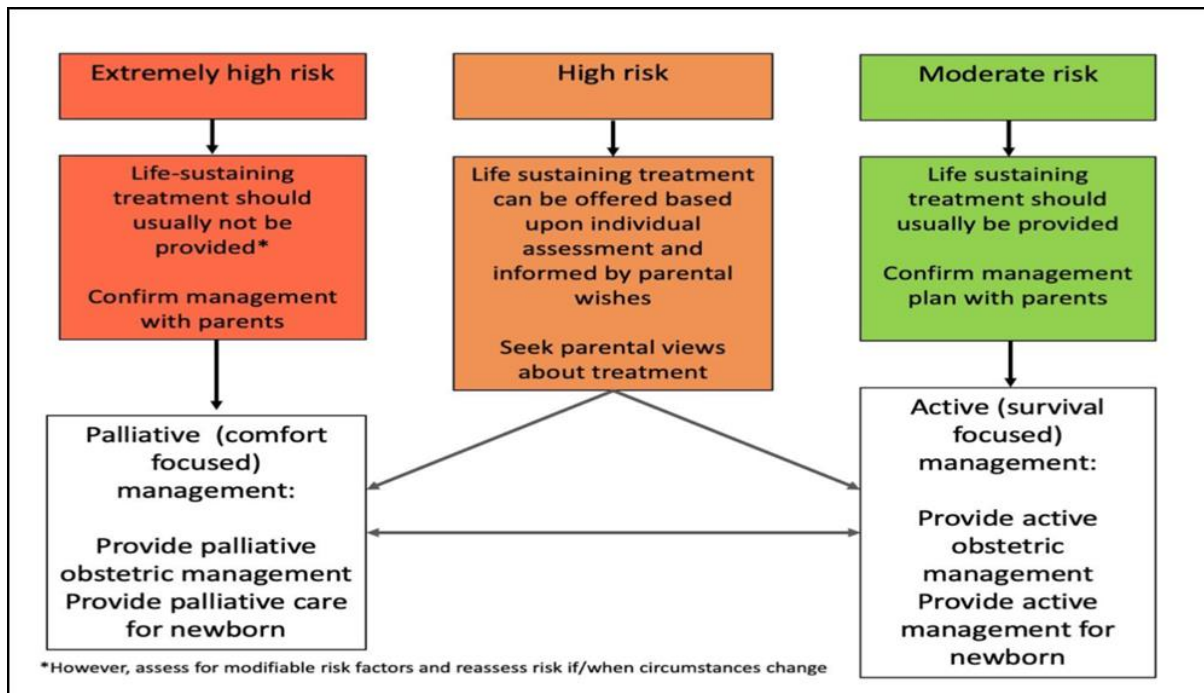 Extremely high risk
High risk
Moderate risk
Life-sustaining
treatment should
usually not be
provided*
Confirm management
with parents
Life sustaining treatment
can be offered based
upon individual
assessment and
informed by parental
wishes
Seek parental views
about treatment
Life sustaining
treatment should
usually be provided
Confirm management
plan with parents
Palliative (comfort
focused)
management:
Provide palliative
obstetric management
Provide palliative care
for newborn
Active (survival
focused)
management:
Provide active
obstetric
management
Provide active
management for
newborn
*However, assess for modifiable risk factors and reassess risk if/when circumstances change